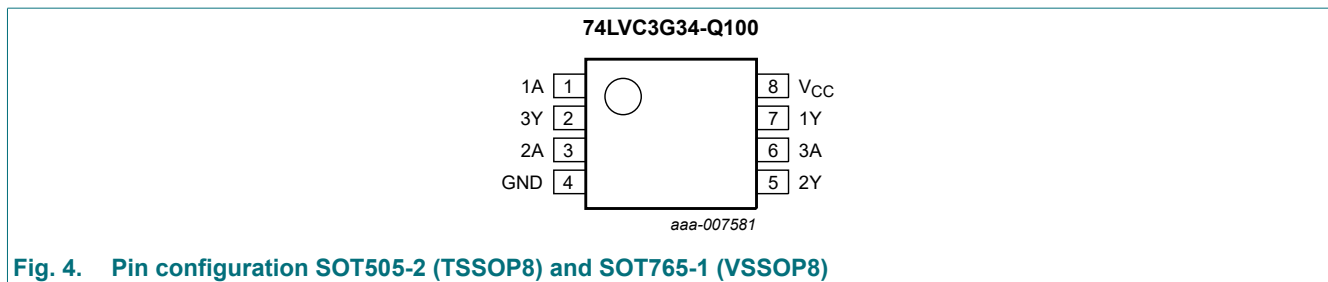 74LVC3G34-Q100
1A 1 8 VCC
3Y 2 7 1Y
2A 3 6 3A
GND 4 5 2Y
aaa-007581
Fig. 4. Pin configuration SOT505-2 (TSSOP8) and SOT765-1 (VSSOP8)